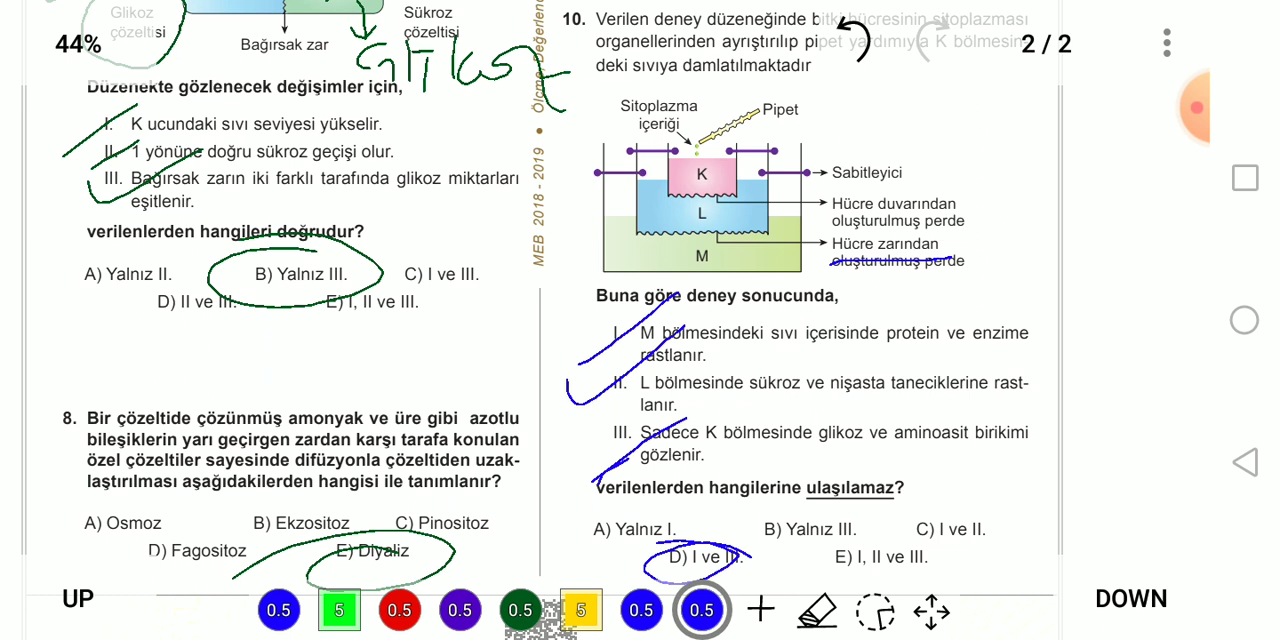 Glikoz
çözeltisi
Bağırsak zar
Sükroz
çözeltisi
Glikoz
44%
Düzenekte gözlenecek değişimler için,
I. K ucundaki sıvı seviyesi yükselir.
II. 1 yönüne doğru sükroz geçişi olur.
III. Bağırsak zarın iki farklı tarafında glikoz miktarları
eşitlenir.
verilenlerden hangileri doğrudur?
A) Yalnız II. B) Yalnız III. C) I ve III.
D) II ve III. E) I, II ve III.
8. Bir çözeltide çözünmüş amonyak ve üre gibi azotlu
bileşiklerin yarı geçirgen zardan karşı tarafa konulan
özel çözeltiler sayesinde difüzyonla çözeltiden uzak-
laştırılması aşağıdakilerden hangisi ile tanımlanır?
A) Osmoz B) Ekzositoz C) Pinositoz
D) Fagositoz E) Diyaliz
MEB 2018 - 2019 • Ölçme, Değerlend
10. Verilen deney düzeneğinde bitki hücresinin sitoplazması
organellerinden ayrıştırılıp pipet yardımıyla K bölmesin
2 / 2
deki sıvıya damlatılmaktadır
Sitoplazma
içeriği
Pipet
K
L
M
Sabitleyici
Hücre duvarından
oluşturulmuş perde
Hücre zarından
oluşturulmuş perde
Buna göre deney sonucunda,
I. M bölmesindeki sıvı içerisinde protein ve enzime
rastlanır.
II. L bölmesinde sükroz ve nişasta taneciklerine rast-
lanır.
III. Sadece K bölmesinde glikoz ve aminoasit birikimi
gözlenir.
verilenlerden hangilerine ulaşılamaz?
A) Yalnız I. B) Yalnız III. C) I ve II.
D) I ve III. E) I, II ve III.
UP
0.5 5 0.5 0.5 0.5 5 0.5 0.5
DOWN